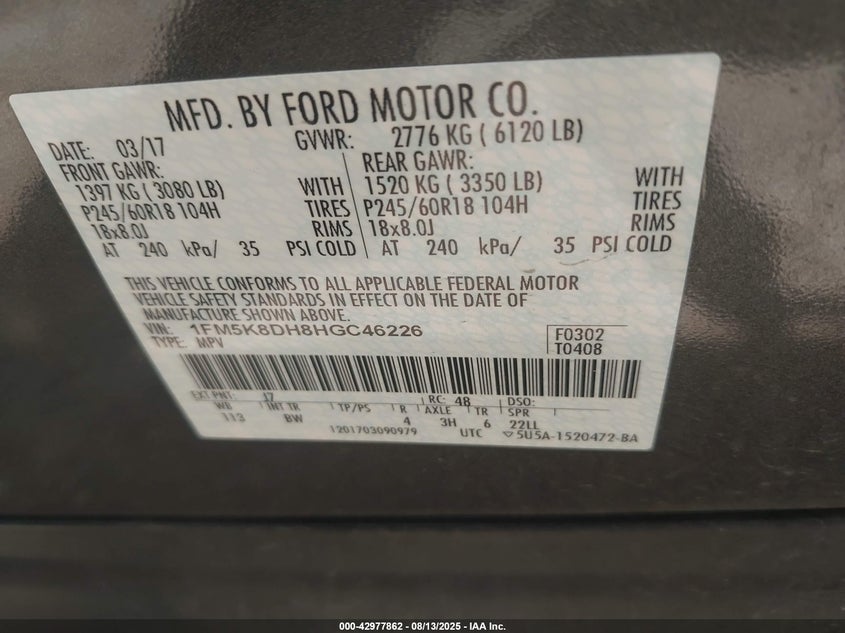 MFD. BY FORD MOTOR CO.
DATE: 03/17 GVWR: 2776 KG ( 6120 LB)
FRONT GAWR: REAR GAWR:
1397 KG ( 3080 LB) WITH 1520 KG ( 3350 LB) WITH
P245/60R18 104H TIRES P245/60R18 104H TIRES
18x8.0J RIMS 18x8.0J RIMS
AT 240 kPa/ 35 PSI COLD AT 240 kPa/ 35 PSI COLD
THIS VEHICLE CONFORMS TO ALL APPLICABLE FEDERAL MOTOR
VEHICLE SAFETY STANDARDS IN EFFECT ON THE DATE OF
MANUFACTURE SHOWN ABOVE.
VIN: 1FM5K8DH8HGC46226 F0302
TYPE: MPV T0408
EXT PNT: J7 RC: 48 DSO:
WB INT TR TP/PS R AXLE TR SPR
113 BW 4 3H 6 22LL
1201703090979 UTC 5U5A-1520472-BA
000-42977862 - 08/13/2025 - IAA Inc.